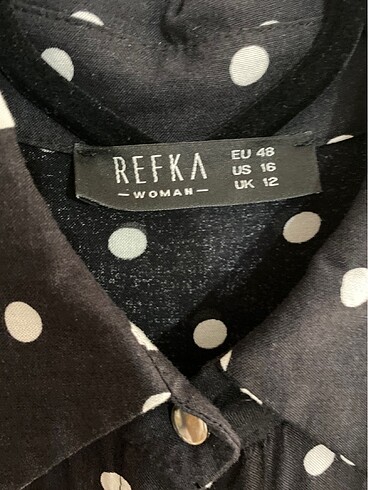 REFKA
— WOMAN —
EU 48
US 16
UK 12